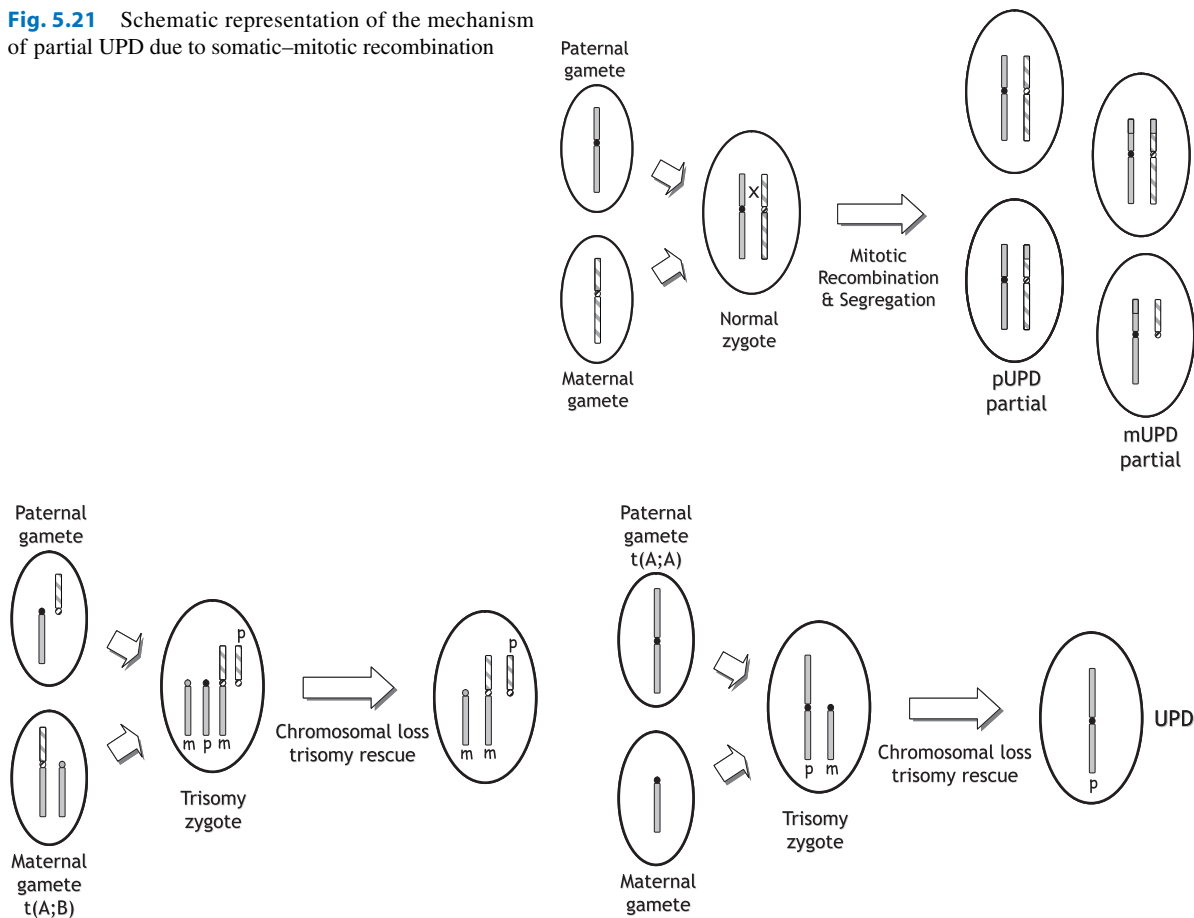 Fig. 5.21 Schematic representation of the mechanism
of partial UPD due to somatic–mitotic recombination
Paternal
gamete
Maternal
gamete
X
Normal
zygote
Mitotic
Recombination
& Segregation
pUPD
partial
mUPD
partial
Paternal
gamete
Maternal
gamete
t(A;B)
p
m p m
Trisomy
zygote
Chromosomal loss
trisomy rescue
p
m m
Paternal
gamete
t(A;A)
Maternal
gamete
p m
Trisomy
zygote
Chromosomal loss
trisomy rescue
p
UPD